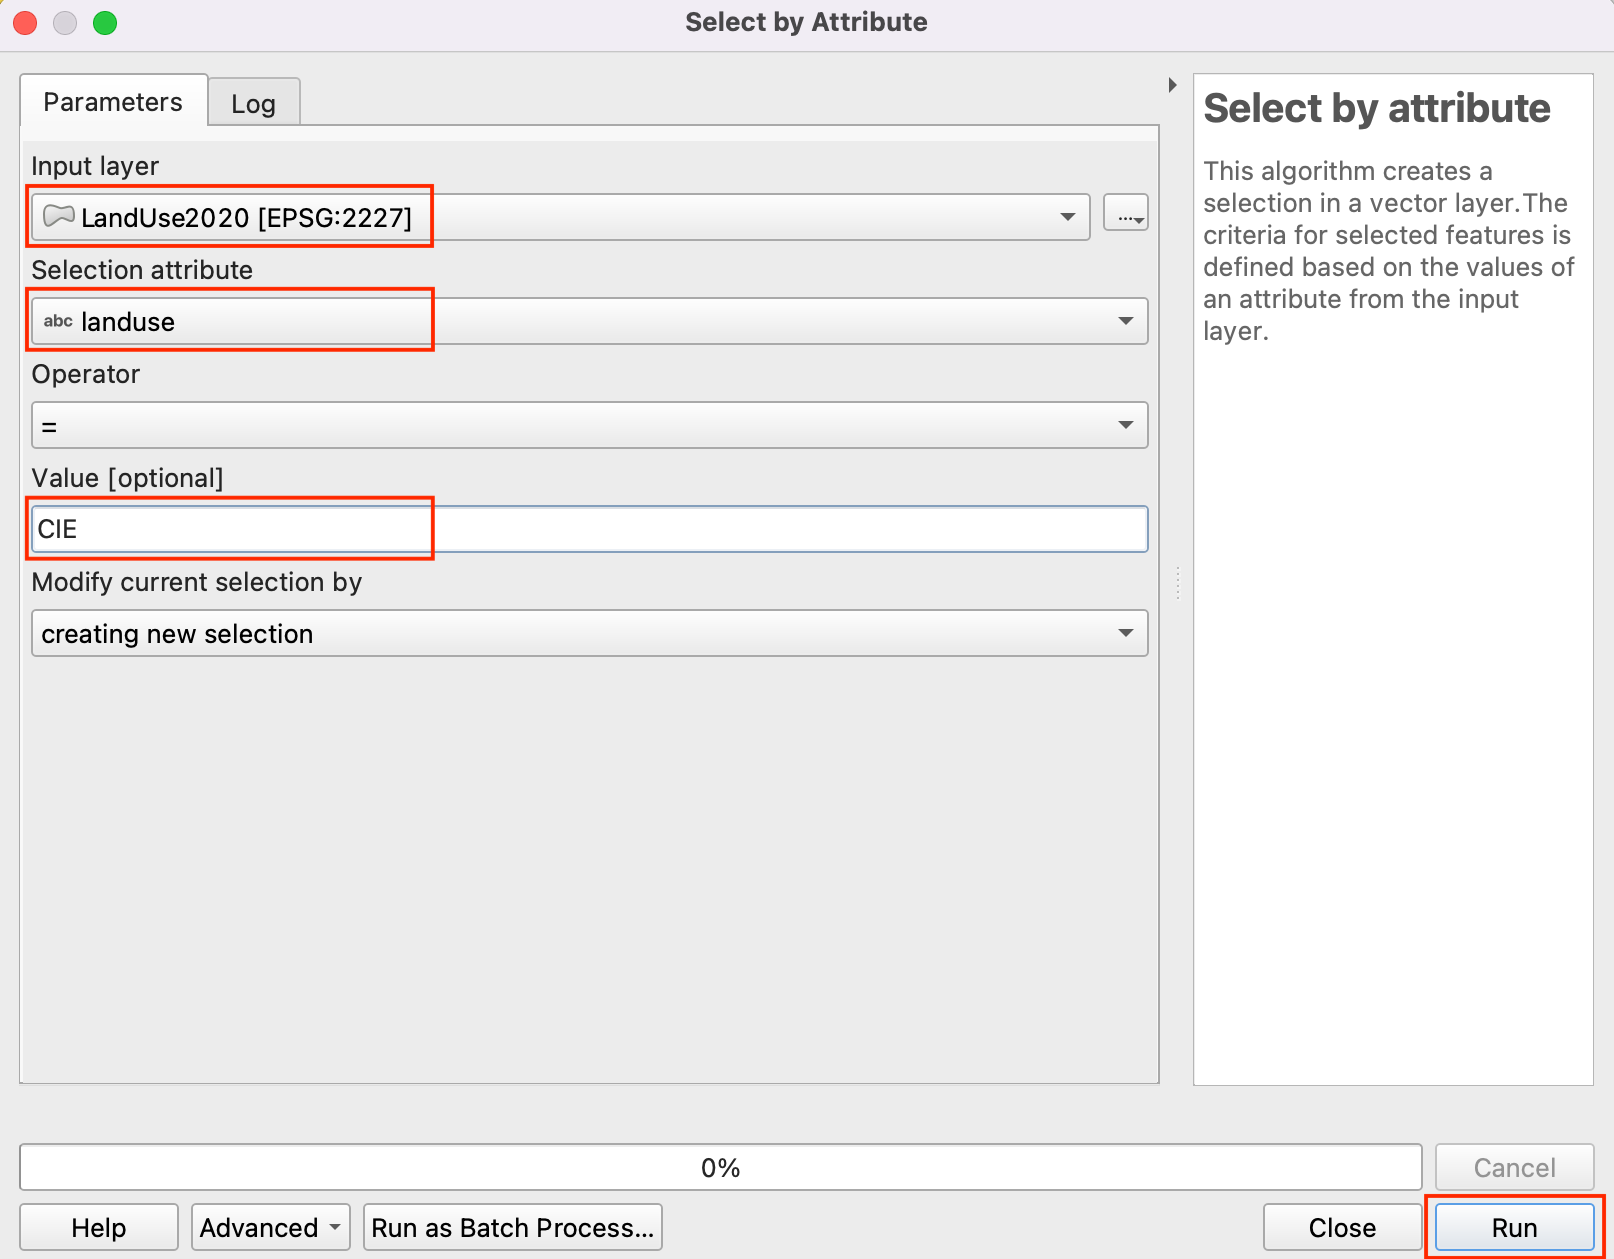 Select by Attribute
Parameters
Log
Input layer
LandUse2020 [EPSG:2227]
...
Selection attribute
abc landuse
Operator
=
Value [optional]
CIE
Modify current selection by
creating new selection
Select by attribute
This algorithm creates a
selection in a vector layer.The
criteria for selected features is
defined based on the values of
an attribute from the input
layer.
0%
Cancel
Help
Advanced
Run as Batch Process...
Close
Run